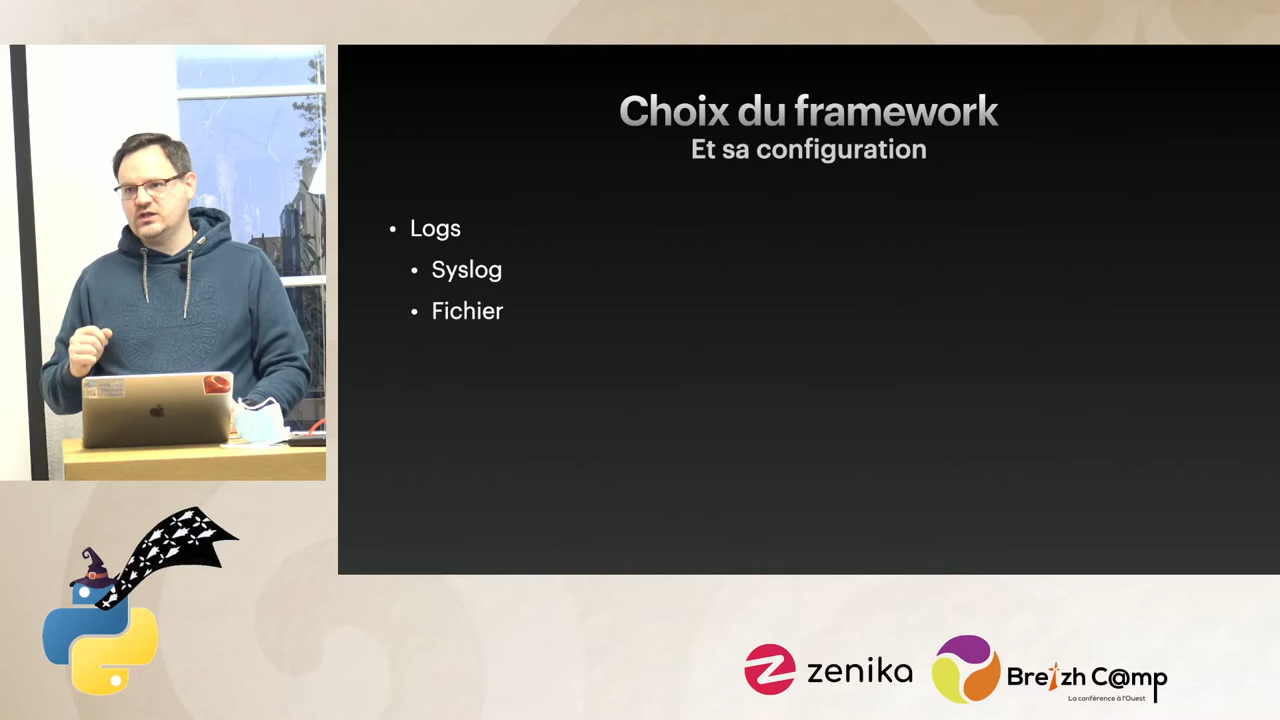 Choix du framework
Et sa configuration
• Logs
• Syslog
• Fichier
zenika
Breizh C@mp
La conférence à l'Ouest